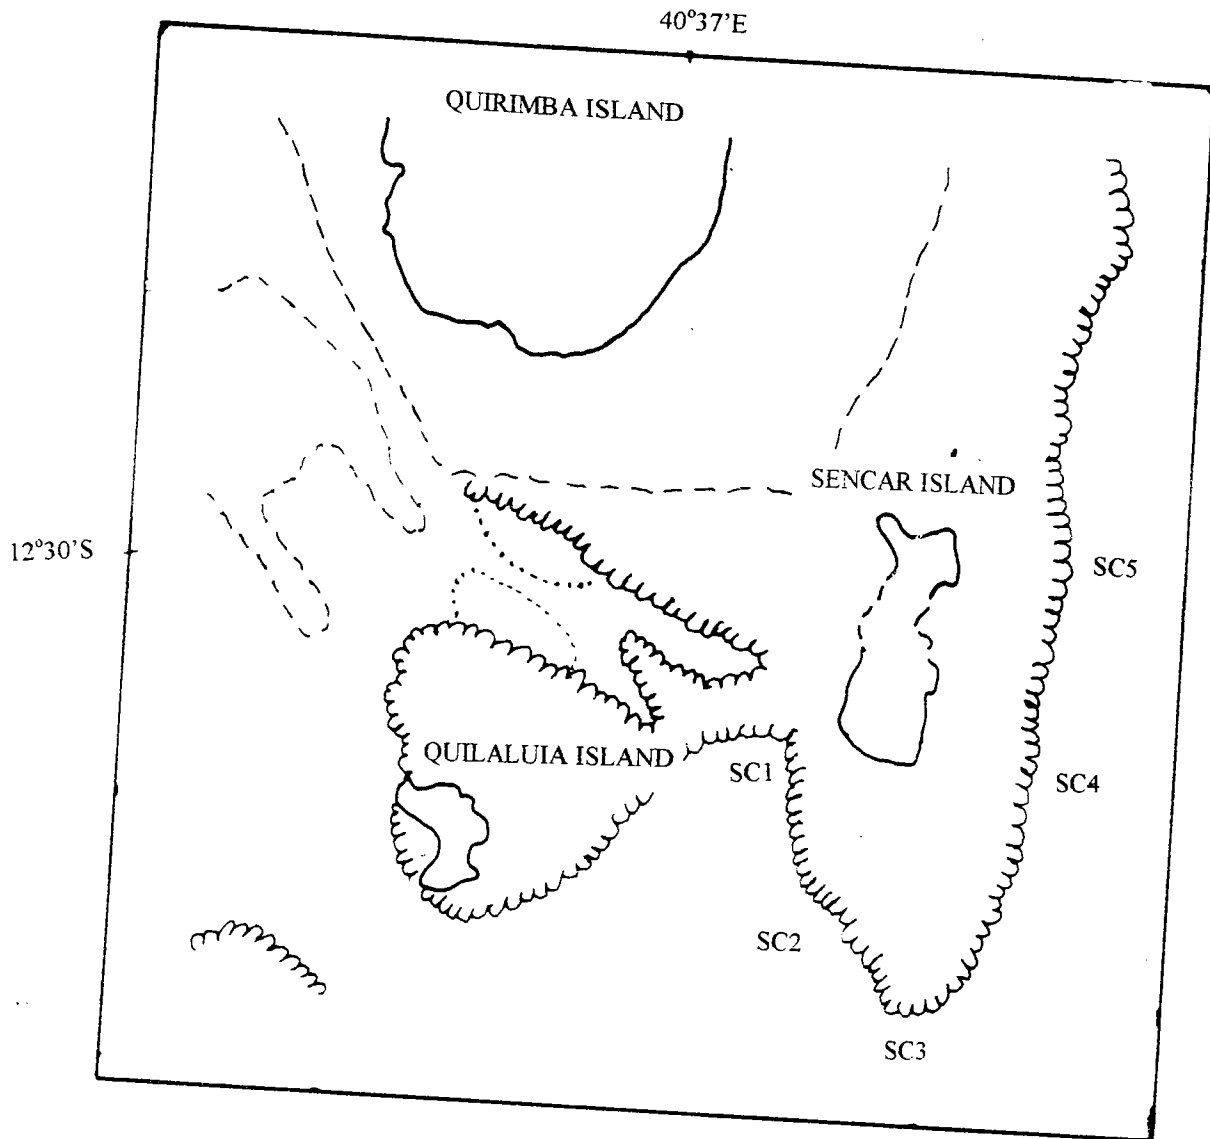 40°37'E
QUIRIMBA ISLAND
SENCAR ISLAND
12°30'S
SC5
QUILALUIA ISLAND
SC1
SC4
SC2
SC3